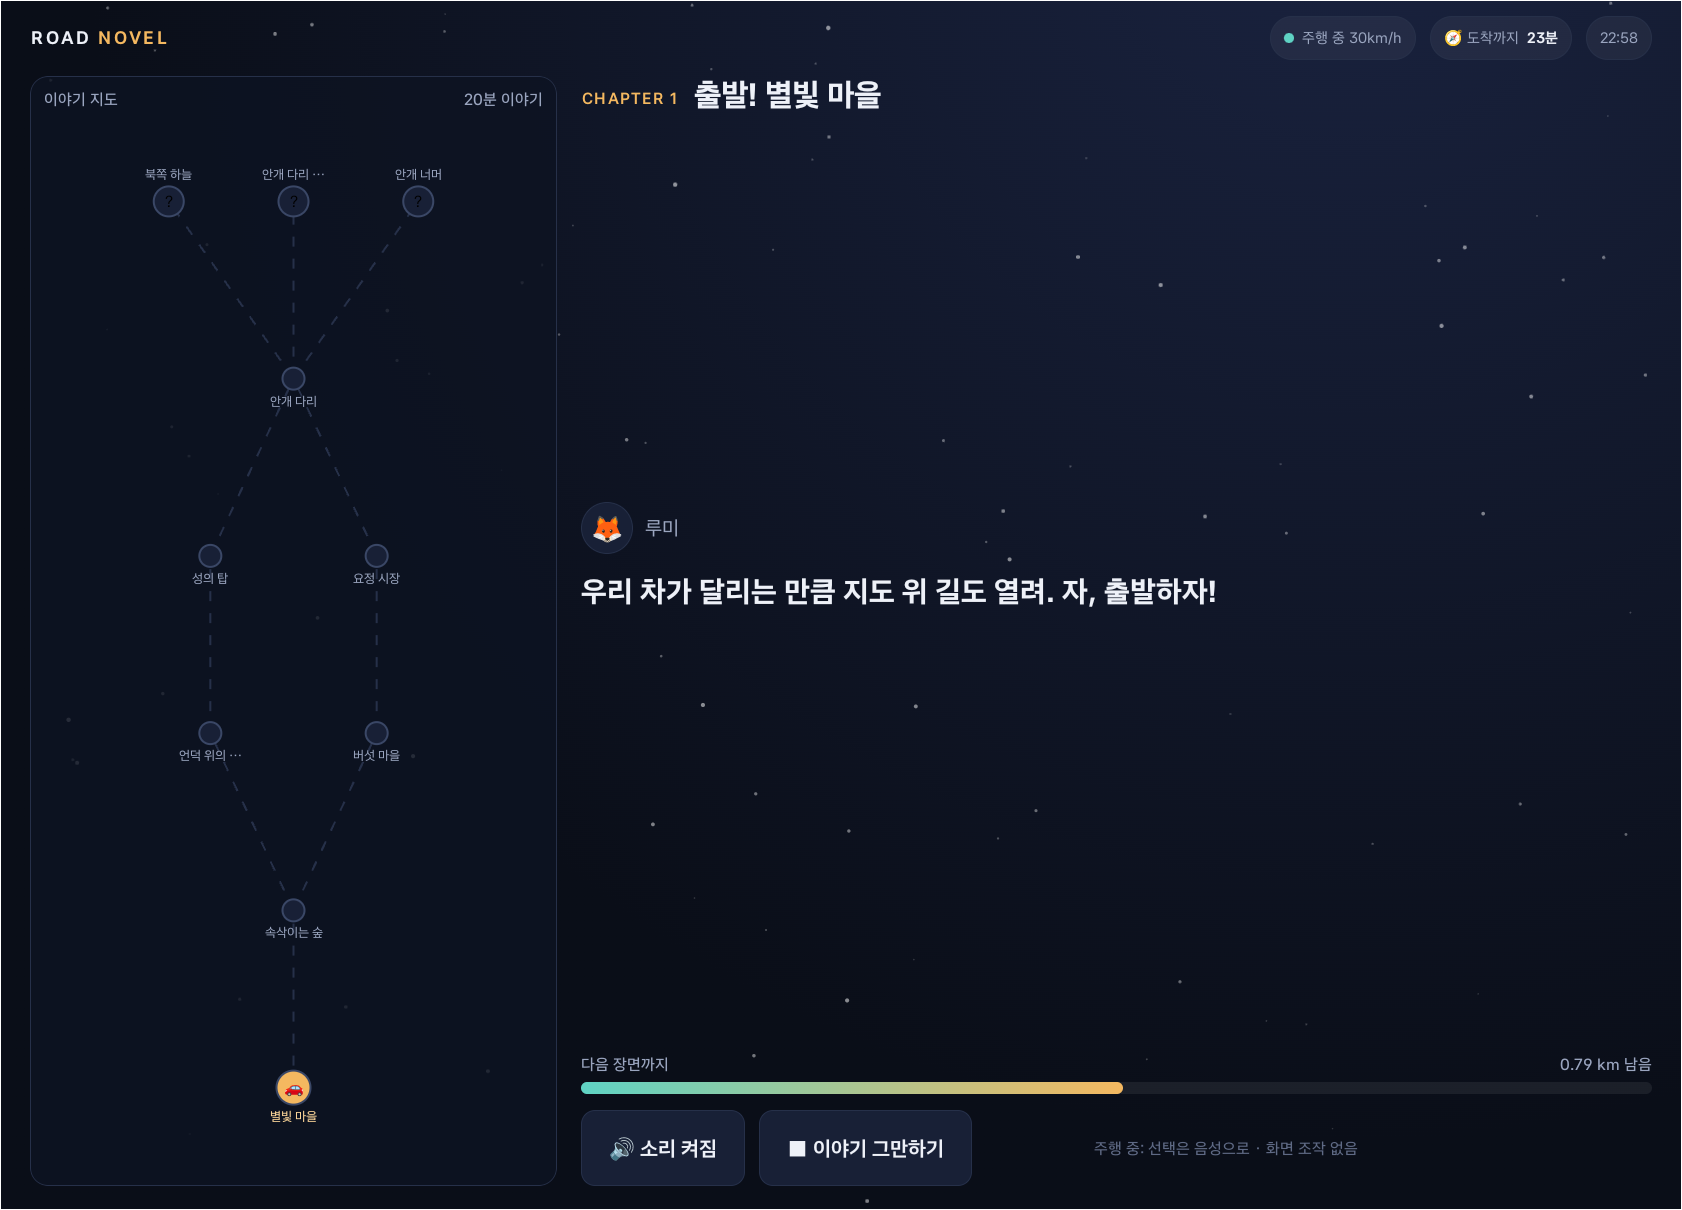 ROAD NOVEL
주행 중 30km/h
🧭 도착까지 23분
22:58
이야기 지도
20분 이야기
북쪽 하늘
안개 다리 ⋯
안개 너머
?
?
?
안개 다리
성의 탑
요정 시장
언덕 위의 ⋯
버섯 마을
속삭이는 숲
별빛 마을
CHAPTER 1 출발! 별빛 마을
루미
우리 차가 달리는 만큼 지도 위 길도 열려. 자, 출발하자!
다음 장면까지
0.79 km 남음
🔊 소리 켜짐
■ 이야기 그만하기
주행 중: 선택은 음성으로 · 화면 조작 없음